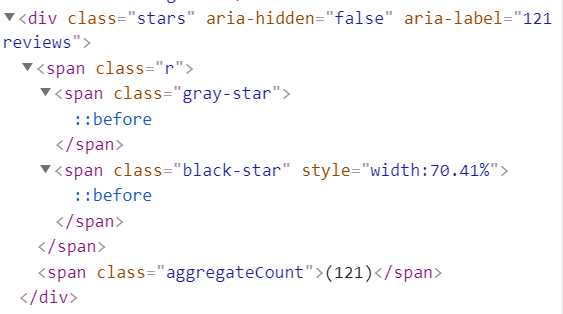 ▼<div class="stars" aria-hidden="false" aria-label="121
reviews">
▼<span class="r">
▼<span class="gray-star">
::before
</span>
▼<span class="black-star" style="width:70.41%">
::before
</span>
</span>
<span class="aggregateCount">(121)</span>
</div>